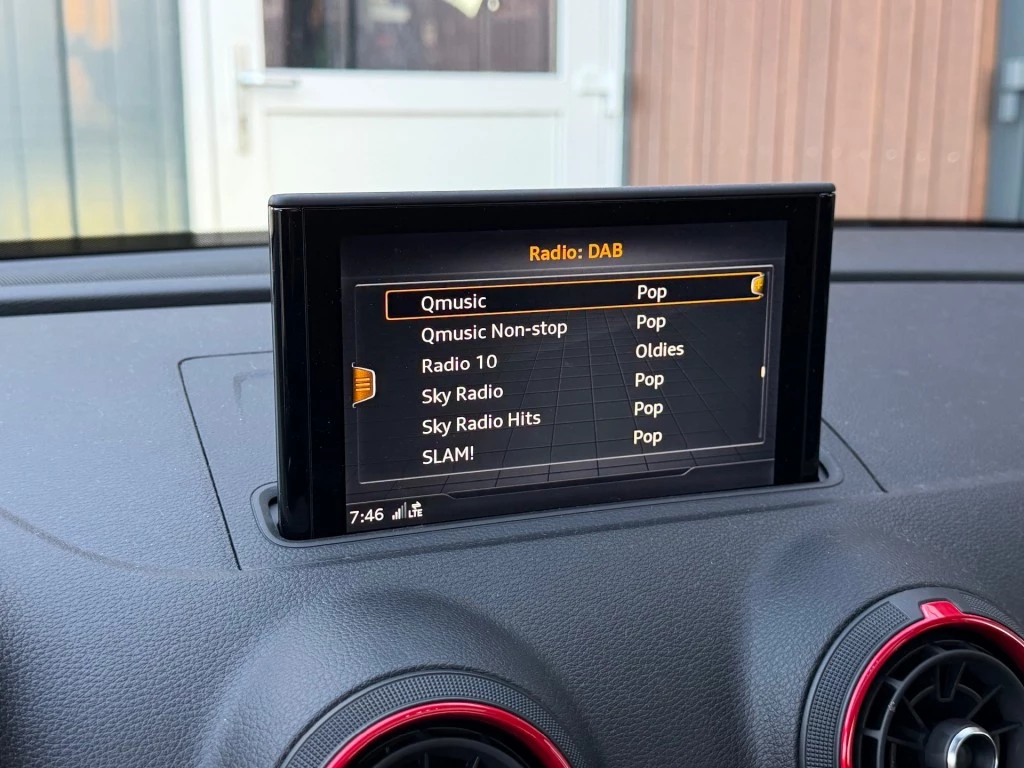 Radio: DAB
Qmusic Pop
Qmusic Non-stop Pop
Radio 10 Oldies
Sky Radio Pop
Sky Radio Hits Pop
SLAM! Pop
7:46 LTE